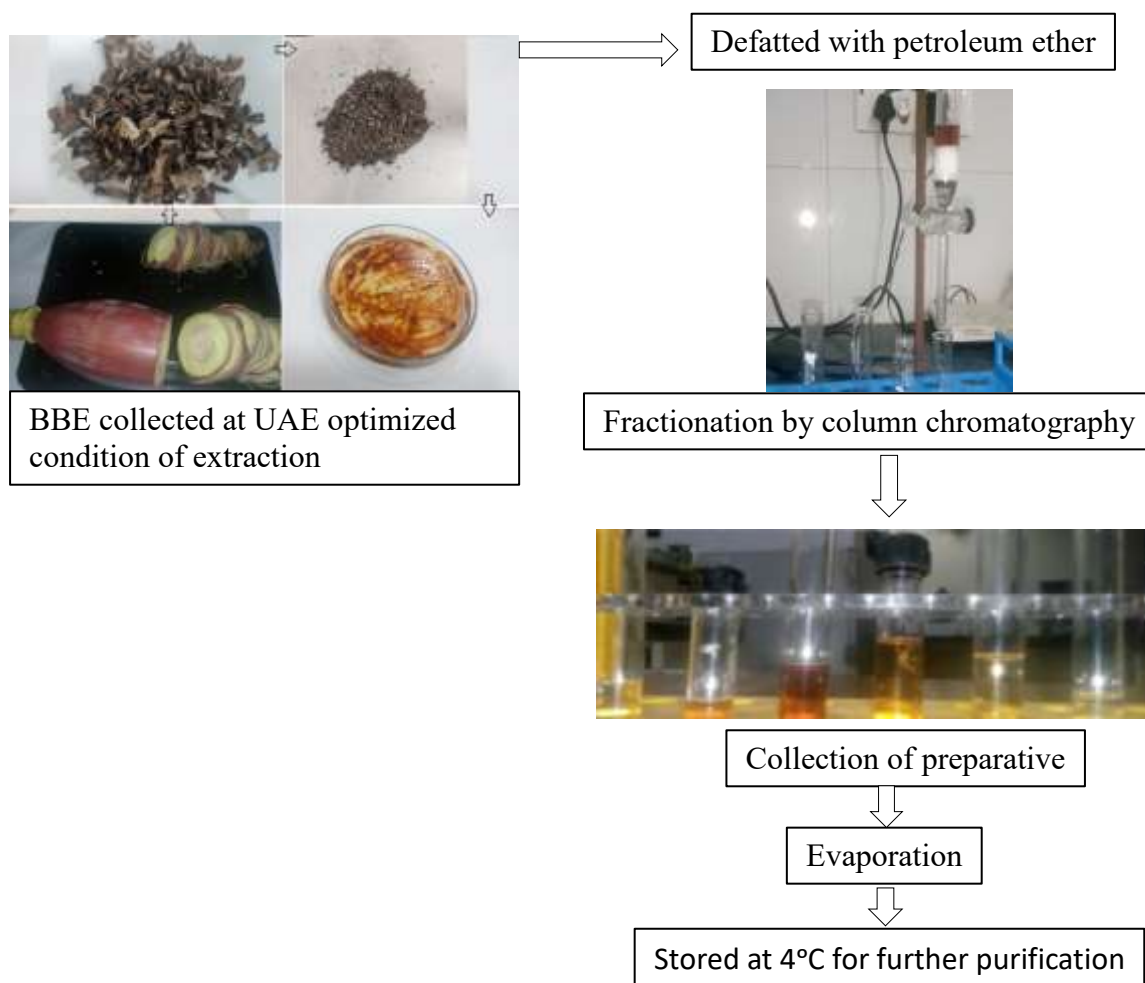 Defatted with petroleum ether
BBE collected at UAE optimized
condition of extraction
Fractionation by column chromatography
Collection of preparative
Evaporation
Stored at 4°C for further purification